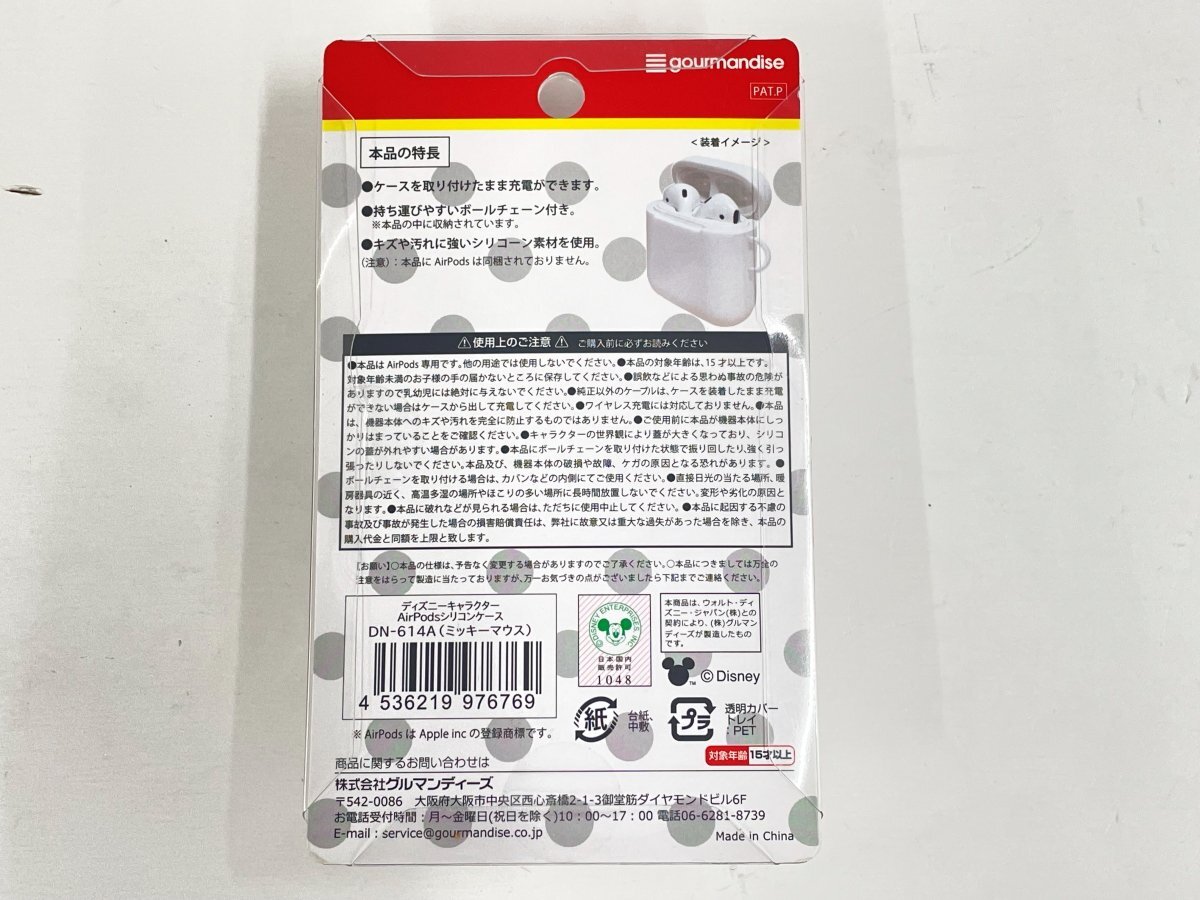 gourmandise
PAT.P
本品の特長
<装着イメージ>
●ケースを取り付けたまま充電ができます。
●持ち運びやすいボールチェーン付き。
※本品の中に収納されています。
●キズや汚れに強いシリコーン素材を使用。
(注意)：本品に AirPods は同梱されておりません。
⚠使用上のご注意⚠ ご購入前に必ずお読みください
●本品は AirPods 専用です。他の用途では使用しないでください。●本品の対象年齢は、15才以上です。
対象年齢未満のお子様の手の届かないところに保存してください。●誤飲などによる思わぬ事故の危険が
ありますので乳幼児には絶対に与えないでください。●純正以外のケーブルは、ケースを装着したまま充電
ができない場合はケースから出して充電してください。●ワイヤレス充電には対応しておりません。●本品
は、機器本体へのキズや汚れを完全に防止するものではありません。●ご使用前に本品が機器本体にしっ
かりはまっていることをご確認ください。●キャラクターの世界観により蓋が大きくなっており、シリコ
ンの蓋が外れやすい場合があります。●本品にボールチェーンを取り付けた状態で振り回したり、強く引っ
張ったりしないでください。本品及び、機器本体の破損や故障、ケガの原因となる恐れがあります。●
ボールチェーンを取り付ける場合は、カバンなどの内側にてご使用ください。●直接日光の当たる場所、暖
房器具の近く、高温多湿の場所やほこりの多い場所に長時間放置しないでください。変形や劣化の原因と
なります。●本品に破れなどが見られる場合は、ただちに使用中止してください。●本品に起因する不慮の
事故及び事故が発生した場合の損害賠償責任は、弊社に故意又は重大な過失があった場合を除き、本品の
購入代金と同額を上限と致します。
【お願い】○本品の仕様は、予告なく変更する場合がありますのでご了承ください。○本品につきましては万全の
注意をはらって製造に当たっておりますが、万一お気づきの点がございましたら下記までご連絡ください。
ディズニーキャラクター
AirPodsシリコンケース
DN-614A(ミッキーマウス)
4 536219 976769
©DISNEY ENTERPRISES INC.
日本国内
販売許可
1048
本商品は、ウォルト・ディ
ズニー・ジャパン(株)との
契約により、(株)グルマン
ディーズが製造したもの
です。
™ ©Disney
紙
台紙、
中敷
プラ
透明カバー
トレイ
：PET
※ AirPods は Apple inc の登録商標です。
対象年齢 15才以上
商品に関するお問い合わせは
株式会社グルマンディーズ
〒542-0086 大阪府大阪市中央区西心斎橋2-1-3御堂筋ダイヤモンドビル6F
お電話受付時間：月～金曜日(祝日を除く)10：00～17：00 電話06-6281-8739
E-mail : service@gourmandise.co.jp
Made in China